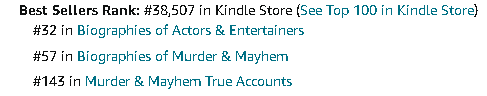 Best Sellers Rank: #38,507 in Kindle Store (See Top 100 in Kindle Store)
#32 in Biographies of Actors & Entertainers
#57 in Biographies of Murder & Mayhem
#143 in Murder & Mayhem True Accounts